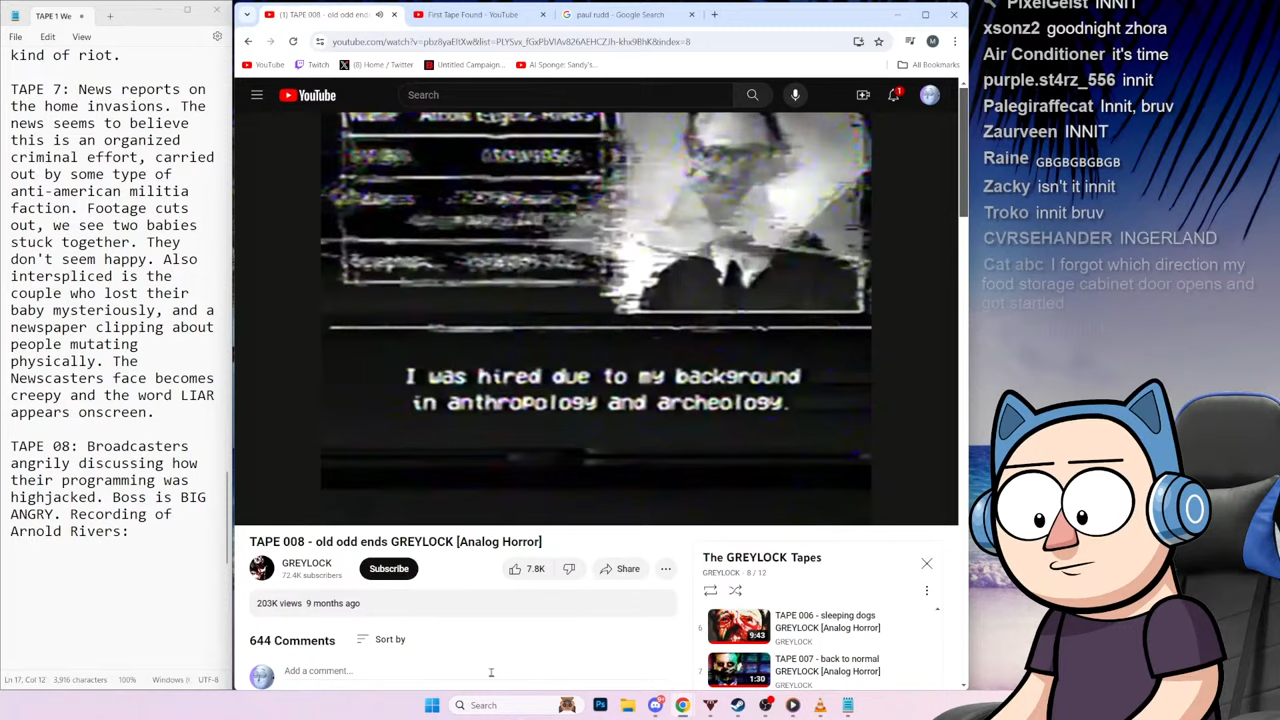 TAPE 1 We
File
Edit
View
kind of riot.
TAPE 7: News reports on
the home invasions. The
news seems to believe
this is an organized
criminal effort, carried
out by some type of
anti-american militia
faction. Footage cuts
out, we see two babies
stuck together. They
don't seem happy. Also
interspliced is the
couple who lost their
baby mysteriously, and a
newspaper clipping about
people mutating
physically. The
Newscasters face becomes
creepy and the word LIAR
appears onscreen.
TAPE 08: Broadcasters
angrily discussing how
their programming was
highjacked. Boss is BIG
ANGRY. Recording of
Arnold Rivers:
3,916 characters
100%
Windows (
UTF-8
(1) TAPE 008 - old odd ends
First Tape Found - YouTube
paul rudd - Google Search
youtube.com/watch?v=pbz8yaEItXw&list=PLYSvx_fGxPbVIAv826AEHCZJh-khx9BhK&index=8
YouTube
Twitch
(8) Home / Twitter
Untitled Campaign...
AI Sponge: Sandy's...
All Bookmarks
YouTube
Search
1
I was hired due to my background
in anthropology and archeology.
TAPE 008 - old odd ends GREYLOCK [Analog Horror]
GREYLOCK
72.4K subscribers
Subscribe
7.8K
Share
203K views 9 months ago
644 Comments
Sort by
Add a comment...
The GREYLOCK Tapes
GREYLOCK - 8 / 12
6
9:43
TAPE 006 - sleeping dogs
GREYLOCK [Analog Horror]
GREYLOCK
7
1:30
TAPE 007 - back to normal
GREYLOCK [Analog Horror]
GREYLOCK
Search
PixelGeist INNIT
xsonz2 goodnight zhora
Air Conditioner it's time
purple.st4rz_556 innit
Palegiraffecat Innit, bruv
Zaurveen INNIT
Raine GBGBGBGBGB
Zacky isn't it innit
Troko innit bruv
CVRSEHANDER INGERLAND
Cat abc I forgot which direction my
food storage cabinet door opens and
got startled